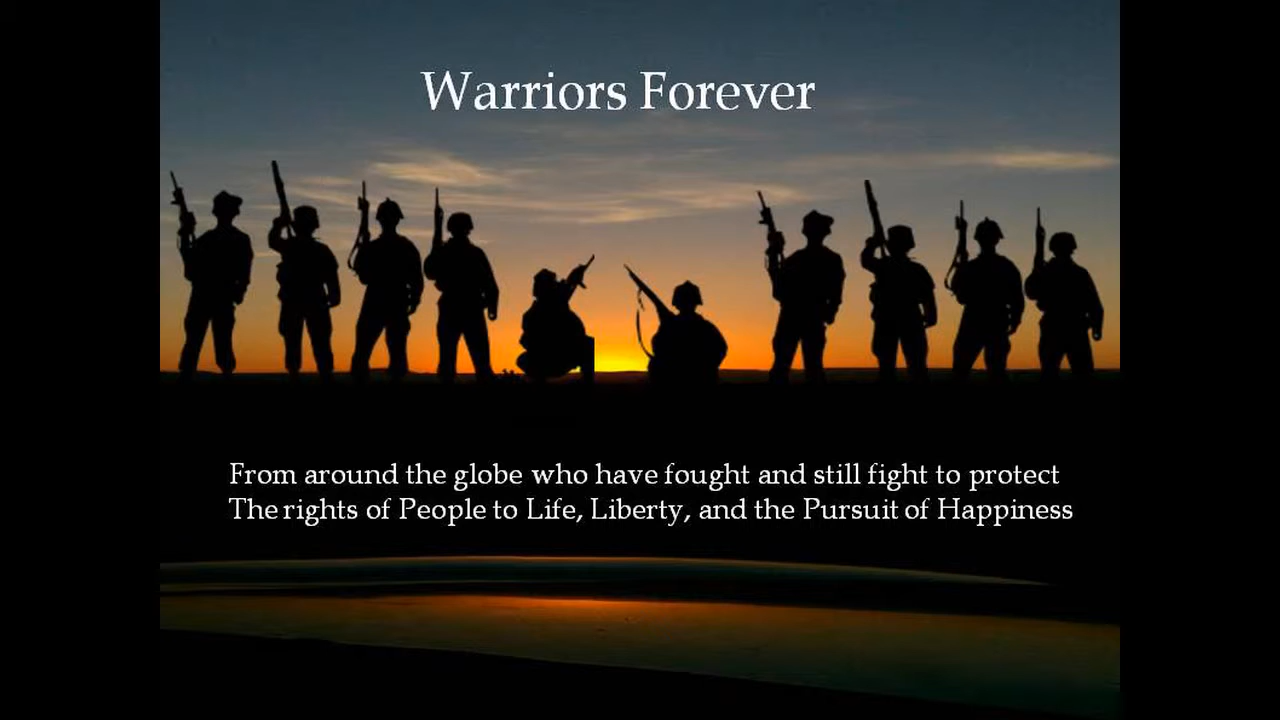 Warriors Forever
From around the globe who have fought and still fight to protect
The rights of People to Life, Liberty, and the Pursuit of Happiness